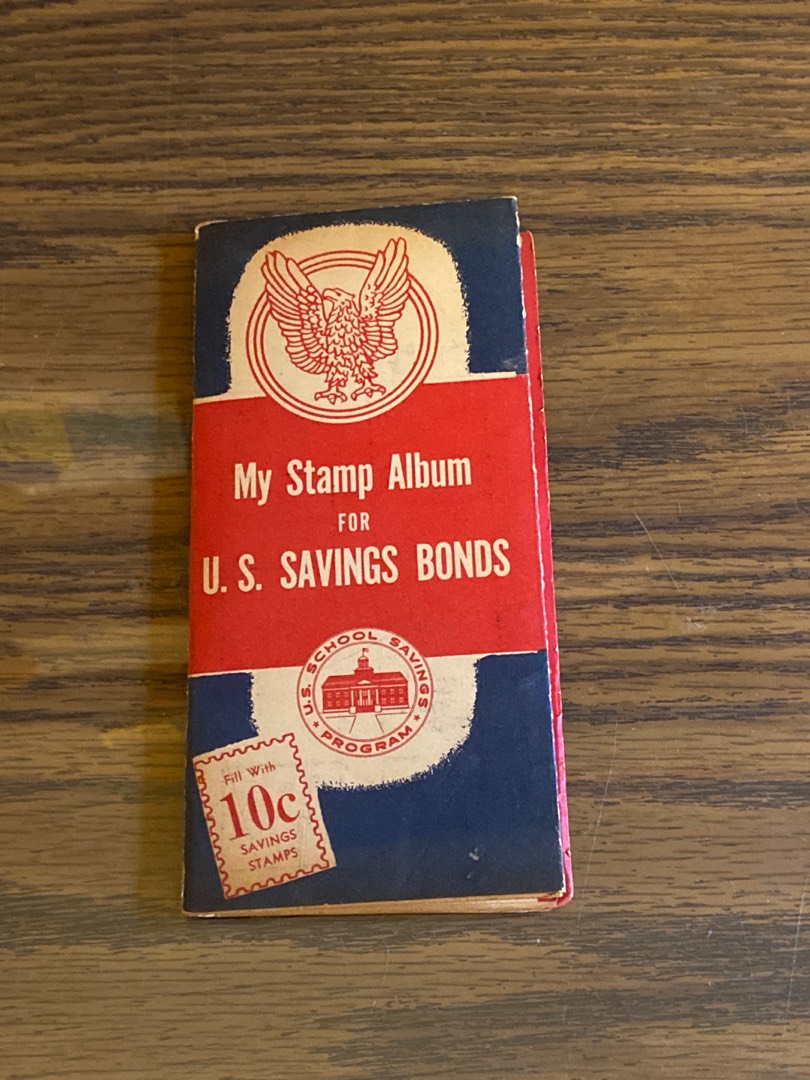 My Stamp Album
FOR
U. S. SAVINGS BONDS
U.S. SCHOOL SAVINGS
PROGRAM
Fill With
10c
SAVINGS
STAMPS